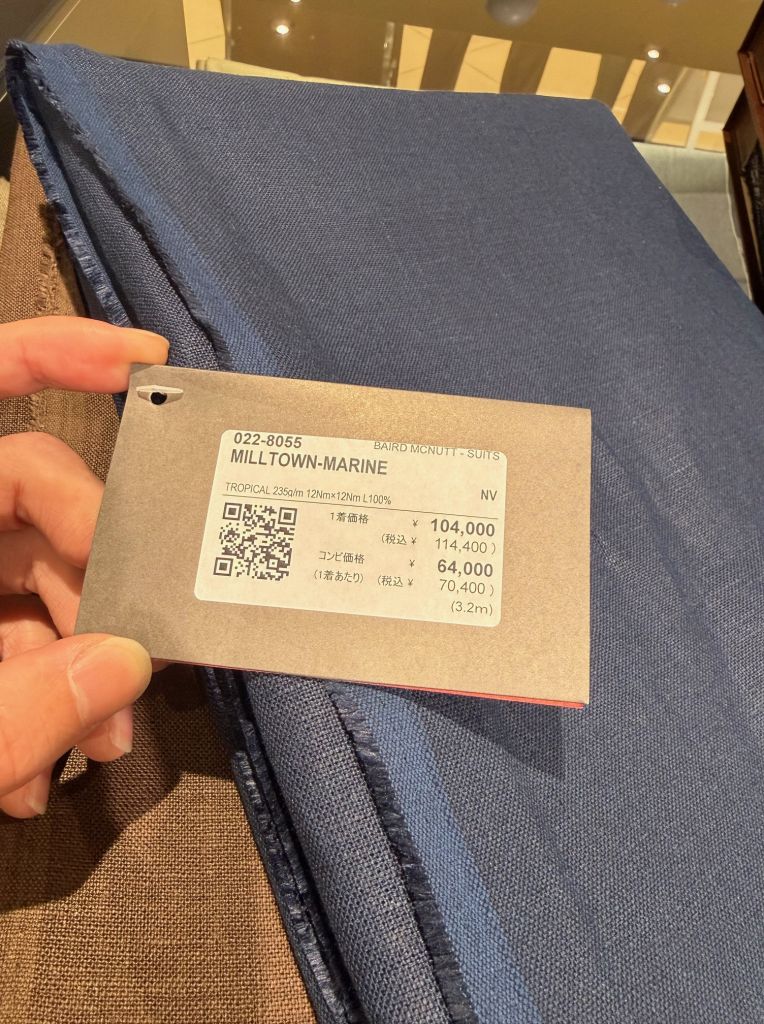 022-8055 BAIRD MCNUTT - SUITS
MILLTOWN-MARINE
NV
TROPICAL 235g/m 12Nm×12Nm L100%
1着価格 ¥ 104,000
(税込 ¥ 114,400 )
コンビ価格 ¥ 64,000
(1着あたり) (税込 ¥ 70,400 )
(3.2m)